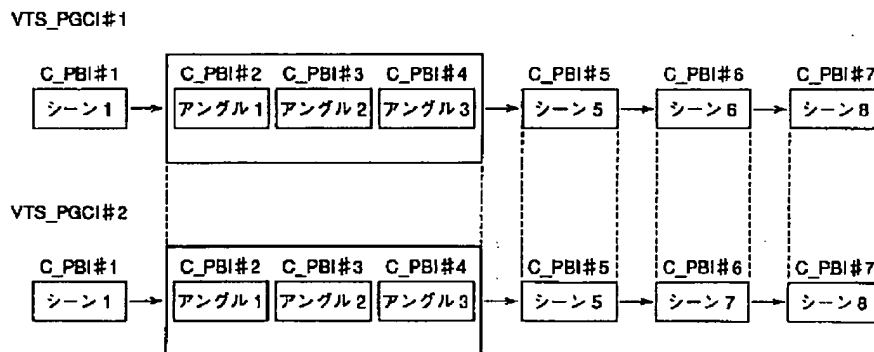 VTS_PGCI#1
C_PBI#1 C_PBI#2 C_PBI#3 C_PBI#4 C_PBI#5 C_PBI#6 C_PBI#7
シーン1 アングル1 アングル2 アングル3 シーン5 シーン6 シーン8
VTS_PGCI#2
C_PBI#1 C_PBI#2 C_PBI#3 C_PBI#4 C_PBI#5 C_PBI#6 C_PBI#7
シーン1 アングル1 アングル2 アングル3 シーン5 シーン7 シーン8